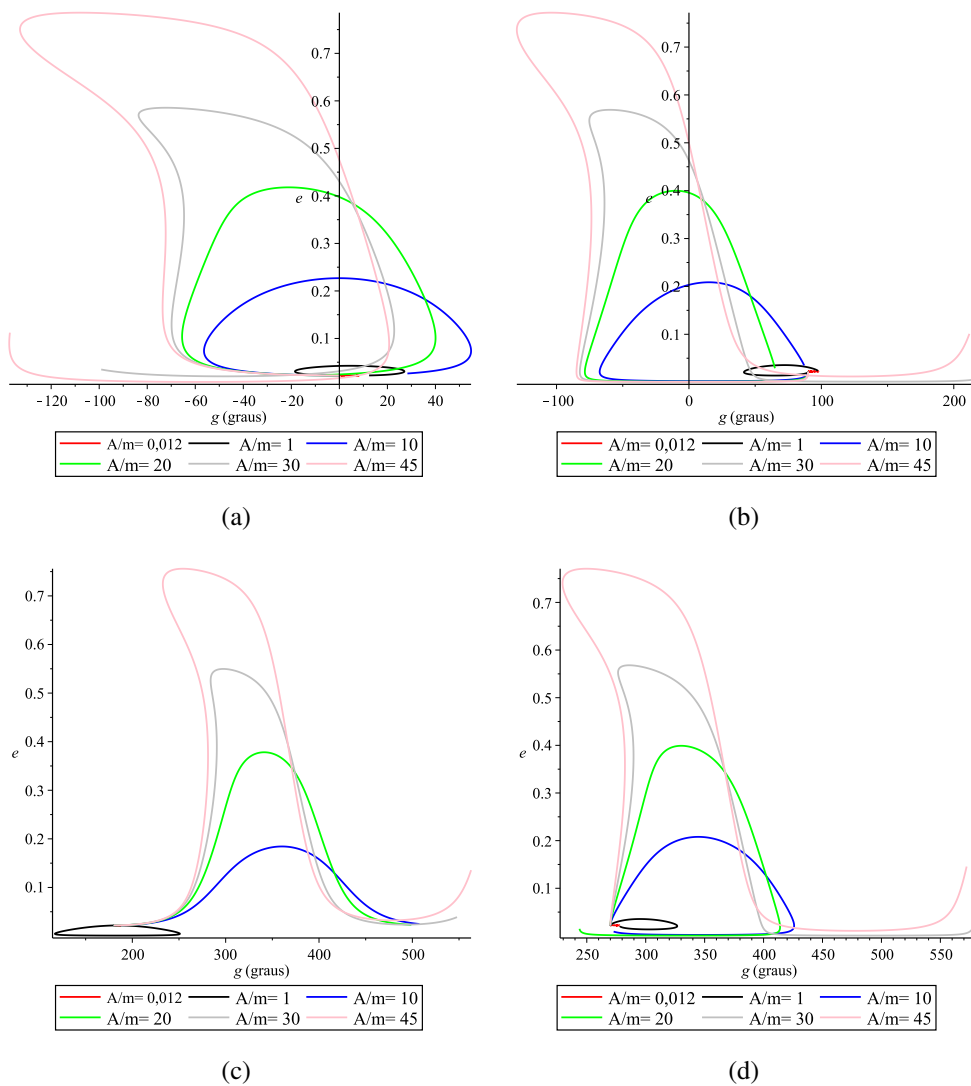 0.7
0.6
0.5
e 0.4
0.3
0.2
0.1
−120 −100 −80 −60 −40 −20 0 20 40
g (graus)
A/m= 0,012 A/m= 1 A/m= 10
A/m= 20 A/m= 30 A/m= 45
(a)
0.7
0.6
0.5
e 0.4
0.3
0.2
0.1
−100 0 100 200
g (graus)
A/m= 0,012 A/m= 1 A/m= 10
A/m= 20 A/m= 30 A/m= 45
(b)
0.7
0.6
0.5
0.4
e
0.3
0.2
0.1
200 300 400 500
g (graus)
A/m= 0,012 A/m= 1 A/m= 10
A/m= 20 A/m= 30 A/m= 45
(c)
0.7
0.6
0.5
0.4
e
0.3
0.2
0.1
250 300 350 400 450 500 550
g (graus)
A/m= 0,012 A/m= 1 A/m= 10
A/m= 20 A/m= 30 A/m= 45
(d)